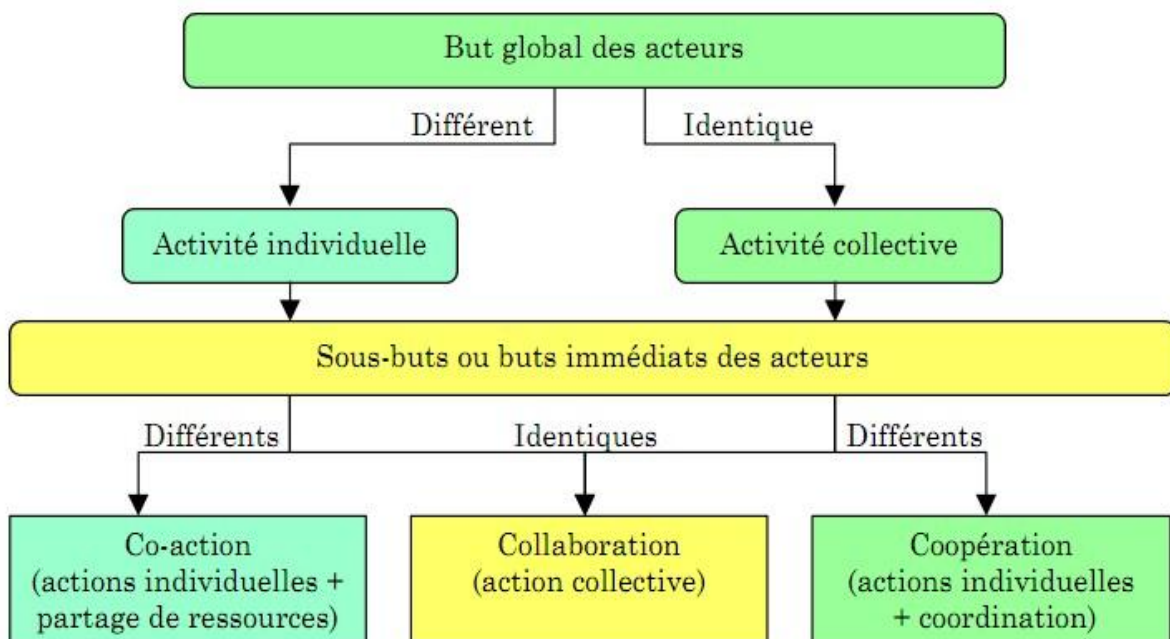 But global des acteurs
Différent
Identique
Activité individuelle
Activité collective
Sous-buts ou buts immédiats des acteurs
Différents
Identiques
Différents
Co-action
(actions individuelles +
partage de ressources)
Collaboration
(action collective)
Coopération
(actions individuelles
+ coordination)